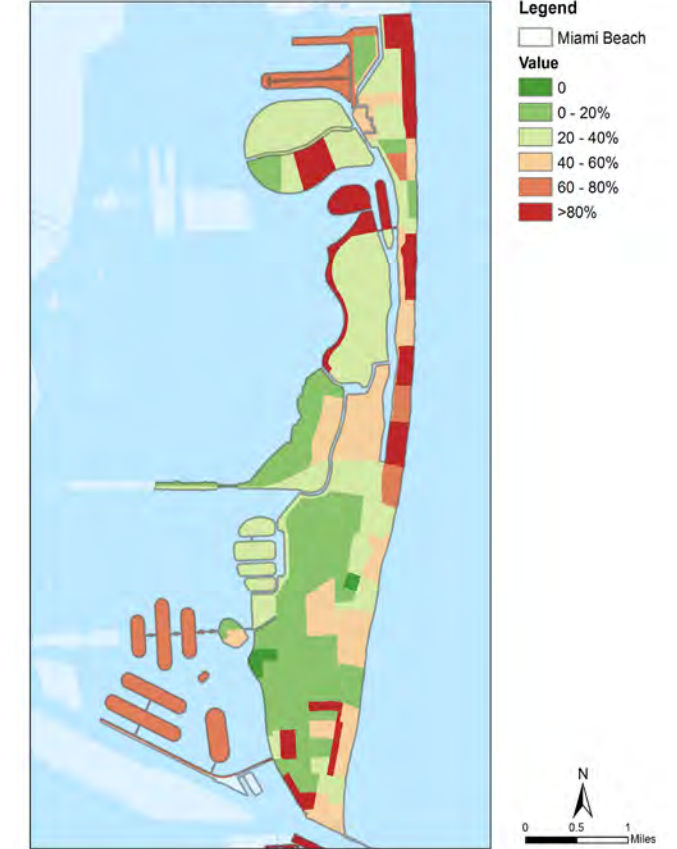 Legend
Miami Beach
Value
0
0 - 20%
20 - 40%
40 - 60%
60 - 80%
>80%
N
0 0.5 1
Miles